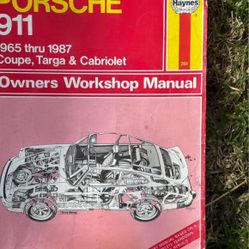 PORSCHE
911
Haynes
1965 thru 1987
Coupe, Targa & Cabriolet
Owners Workshop Manual